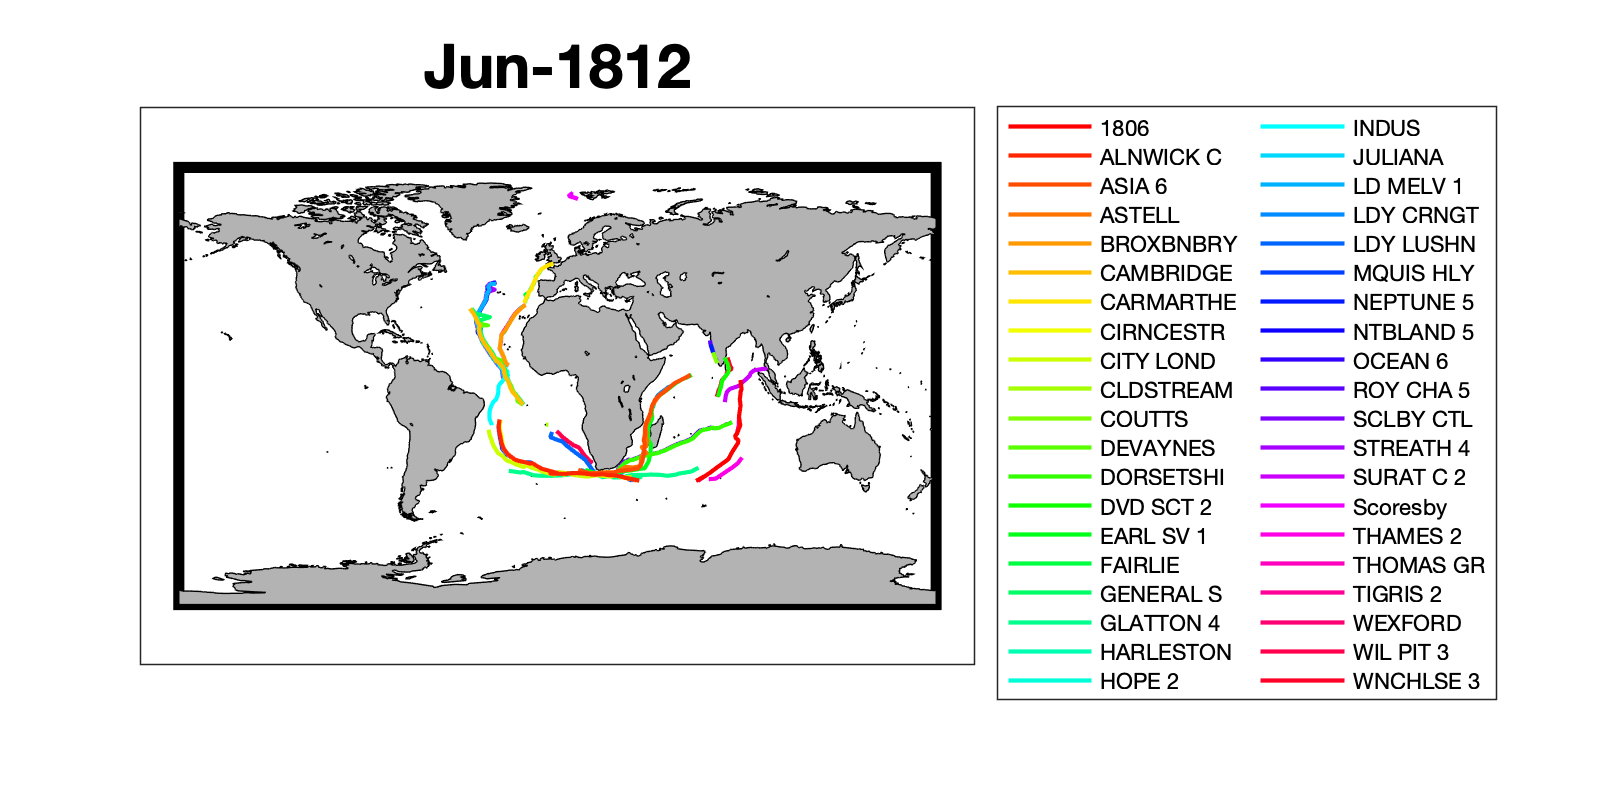 Jun-1812
1806
ALNWICK C
ASIA 6
ASTELL
BROXBNBRY
CAMBRIDGE
CARMARTHE
CIRNCESTR
CITY LOND
CLDSTREAM
COUTTS
DEVAYNES
DORSETSHI
DVD SCT 2
EARL SV 1
FAIRLIE
GENERAL S
GLATTON 4
HARLESTON
HOPE 2
INDUS
JULIANA
LD MELV 1
LDY CRNGT
LDY LUSHN
MQUIS HLY
NEPTUNE 5
NTBLAND 5
OCEAN 6
ROY CHA 5
SCLBY CTL
STREATH 4
SURAT C 2
Scoresby
THAMES 2
THOMAS GR
TIGRIS 2
WEXFORD
WIL PIT 3
WNCHLSE 3